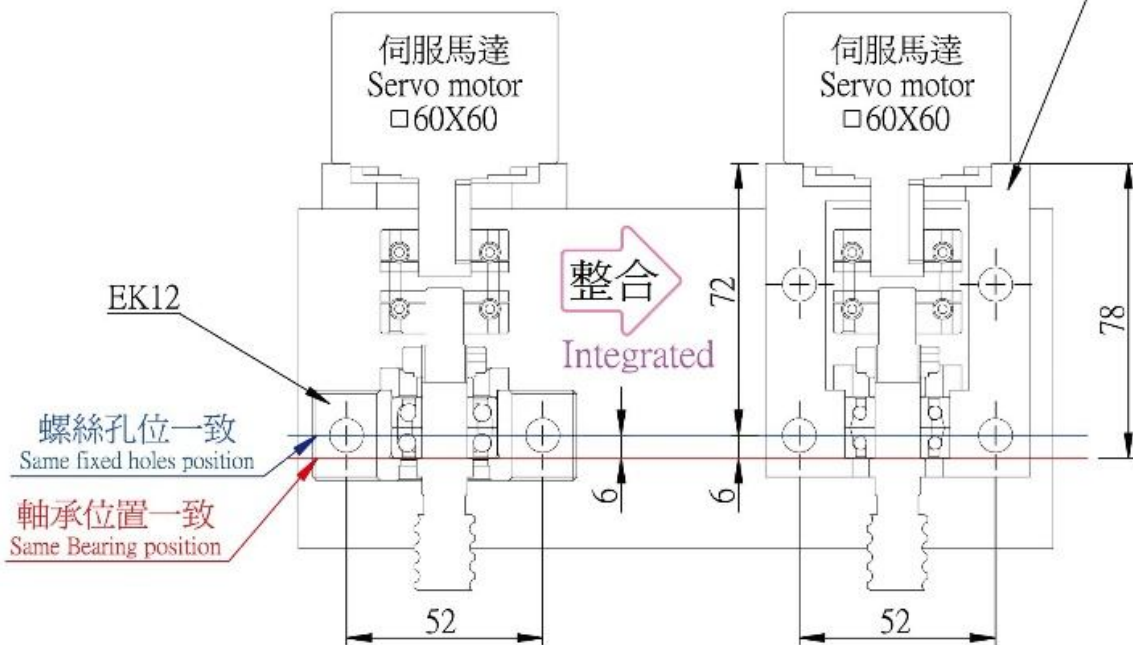 伺服馬達
Servo motor
□60X60
伺服馬達
Servo motor
□60X60
EK12
整合
Integrated
72
78
螺絲孔位一致
Same fixed holes position
軸承位置一致
Same Bearing position
6
6
52
52